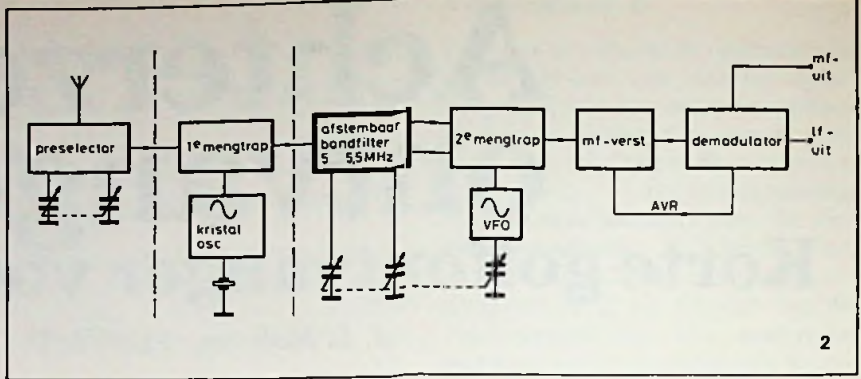 preselector
1e mengtrap
kristal
osc
afstembaar
bandfilter
5 5,5MHz
2e mengtrap
VFO
mf-verst
demodulator
AVR
mf-
uit
lf-
uit
2